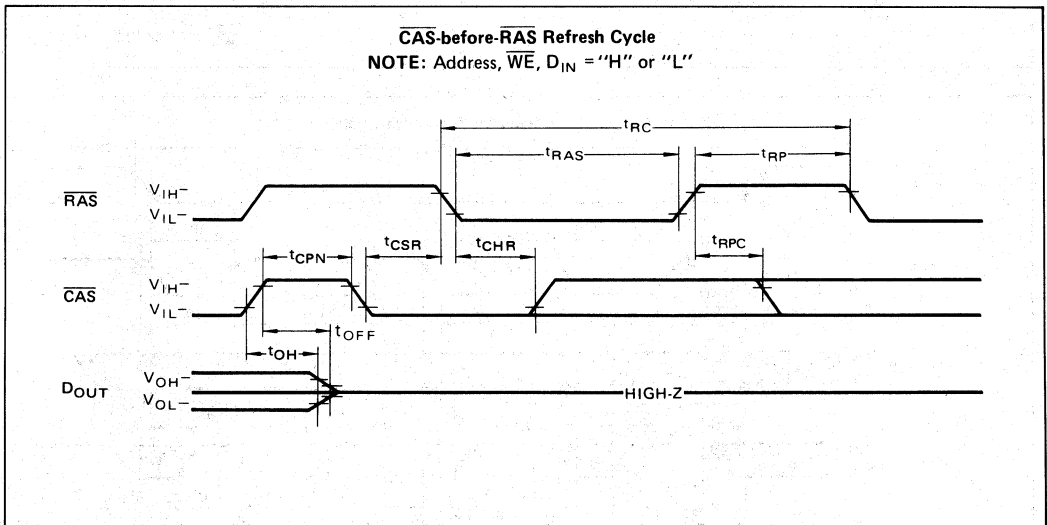 CAS-before-RAS Refresh Cycle
NOTE: Address, WE, DIN = "H" or "L"
tRC
tRAS
tRP
RAS
VIH–
VIL–
tCPN
tCSR
tCHR
tRPC
CAS
VIH–
VIL–
tOFF
tOH
DOUT
VOH–
VOL–
HIGH-Z